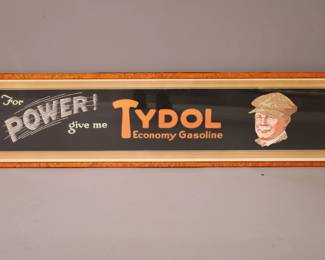 For
POWER!
give me
TYDOL
Economy Gasoline